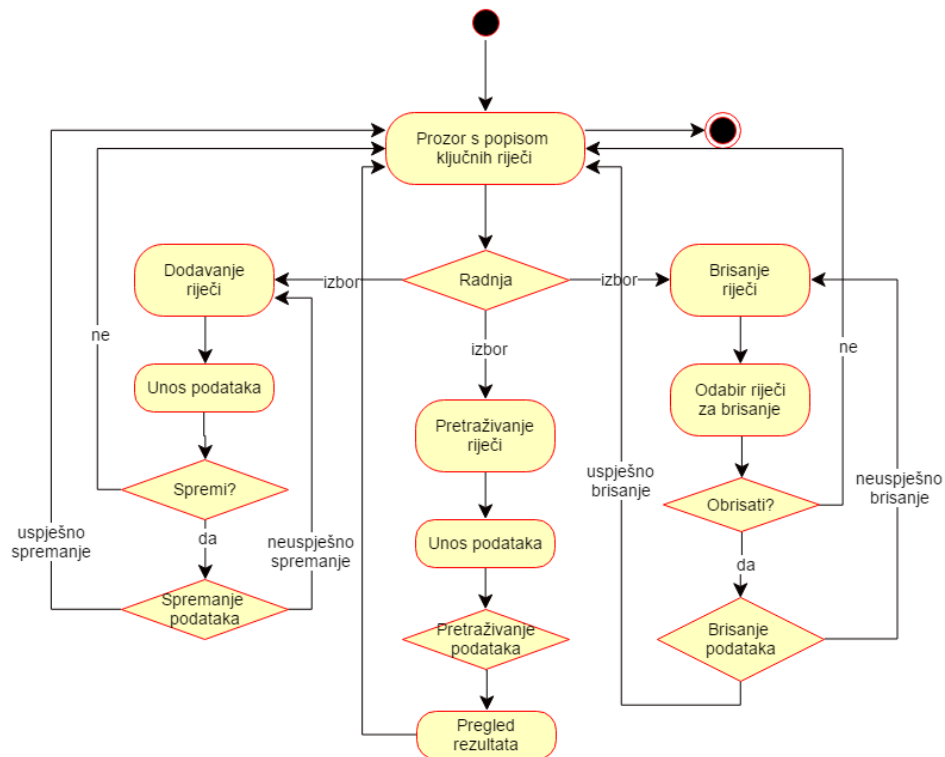 Prozor s popisom
ključnih riječi
Dodavanje
riječi
izbor
Radnja
izbor
Brisanje
riječi
ne
izbor
ne
Unos podataka
Odabir riječi
za brisanje
Pretraživanje
riječi
uspješno
brisanje
neuspješno
brisanje
Spremi?
Obrisati?
uspješno
spremanje
da
neuspješno
spremanje
Unos podataka
da
Spremanje
podataka
Pretraživanje
podataka
Brisanje
podataka
Pregled
rezultata